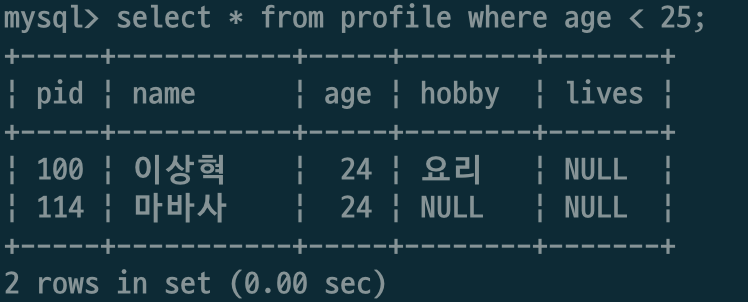 mysql> select * from profile where age < 25;
+-----+-----------+-----+--------+-------+
| pid | name      | age | hobby  | lives |
+-----+-----------+-----+--------+-------+
| 100 | 이상혁    |  24 | 요리   | NULL  |
| 114 | 마바사    |  24 | NULL   | NULL  |
+-----+-----------+-----+--------+-------+
2 rows in set (0.00 sec)